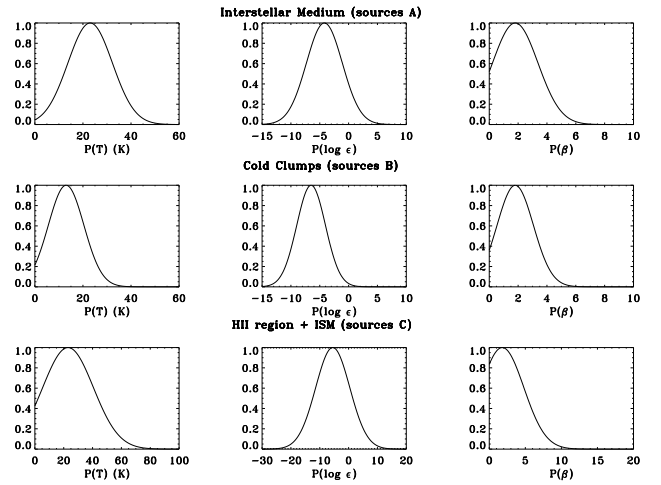 Interstellar Medium (sources A)
1.0 1.0 1.0
0.8 0.8 0.8
0.6 0.6 0.6
0.4 0.4 0.4
0.2 0.2 0.2
0.0 0.0 0.0
0 20 40 60 −15 −10 −5 0 5 10 0 2 4 6 8 10
P(T) (K) P(log ϵ) P(β)
Cold Clumps (sources B)
1.0 1.0 1.0
0.8 0.8 0.8
0.6 0.6 0.6
0.4 0.4 0.4
0.2 0.2 0.2
0.0 0.0 0.0
0 20 40 60 −15 −10 −5 0 5 10 0 2 4 6 8 10
P(T) (K) P(log ϵ) P(β)
HII region + ISM (sources C)
1.0 1.0 1.0
0.8 0.8 0.8
0.6 0.6 0.6
0.4 0.4 0.4
0.2 0.2 0.2
0.0 0.0 0.0
0 20 40 60 80 100 −30 −20 −10 0 10 20 0 5 10 15 20
P(T) (K) P(log ϵ) P(β)